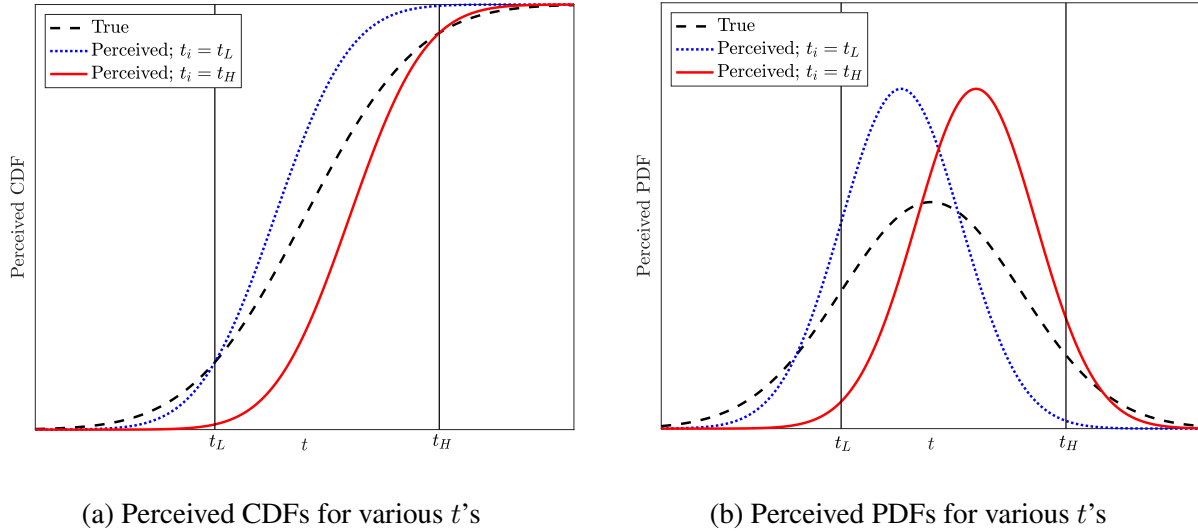 True
Perceived; $t_i = t_L$
Perceived; $t_i = t_H$
Perceived CDF
$t_L$ $t$ $t_H$
(a) Perceived CDFs for various $t$'s
True
Perceived; $t_i = t_L$
Perceived; $t_i = t_H$
Perceived PDF
$t_L$ $t$ $t_H$
(b) Perceived PDFs for various $t$'s